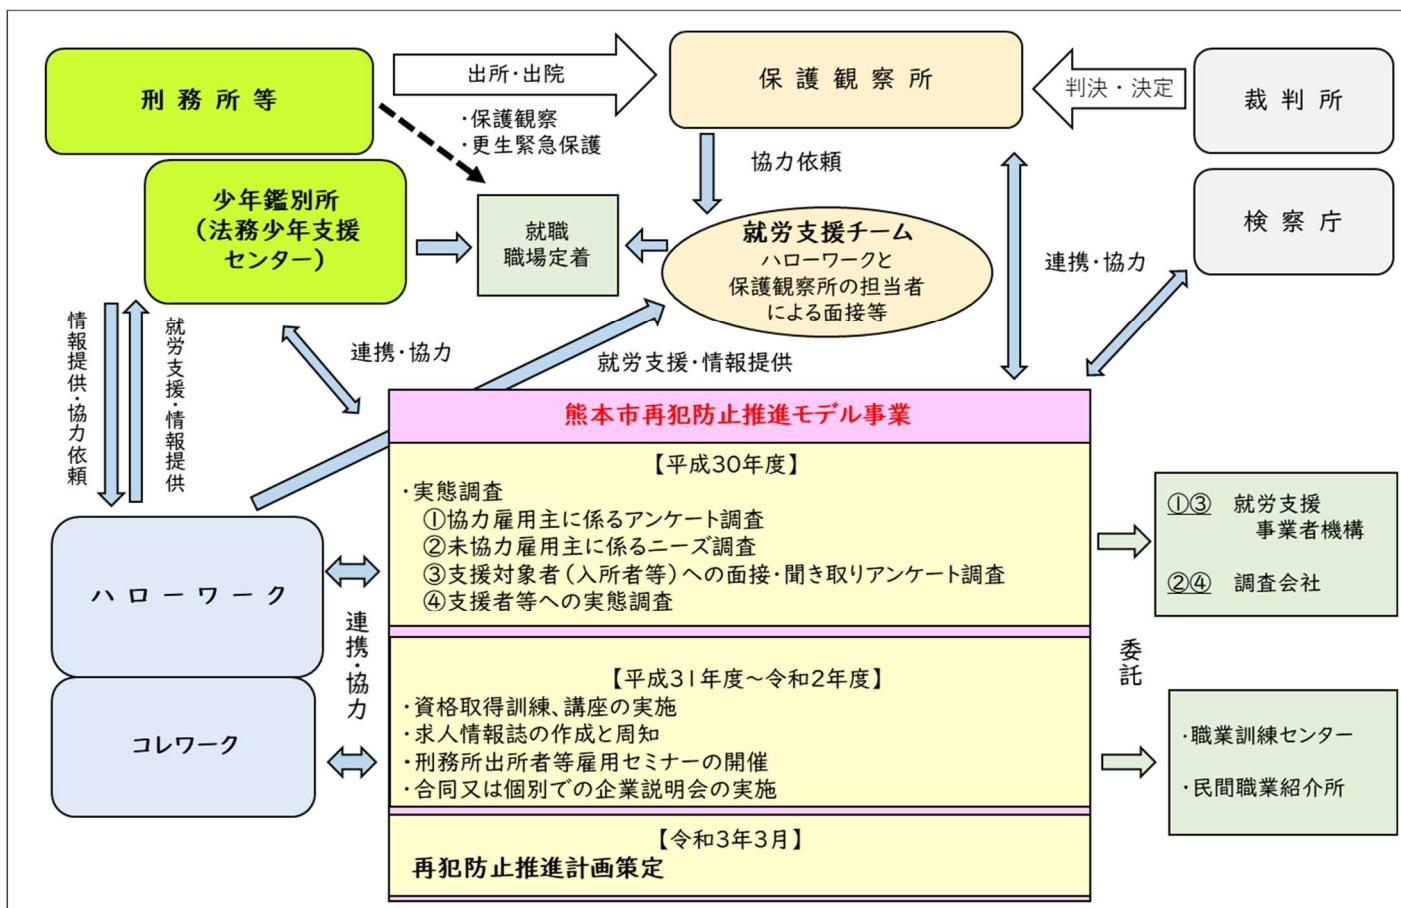 刑務所等
出所・出院
・保護観察
・更生緊急保護
保護観察所
判決・決定
裁判所
検察庁
少年鑑別所
(法務少年支援
センター)
就職
職場定着
協力依頼
就労支援チーム
ハローワークと
保護観察所の担当者
による面接等
連携・協力
情報提供・協力依頼
就労支援・情報提供
連携・協力
就労支援・情報提供
熊本市再犯防止推進モデル事業
【平成30年度】
・実態調査
①協力雇用主に係るアンケート調査
②未協力雇用主に係るニーズ調査
③支援対象者(入所者等)への面接・聞き取りアンケート調査
④支援者等への実態調査
【平成31年度～令和2年度】
・資格取得訓練、講座の実施
・求人情報誌の作成と周知
・刑務所出所者等雇用セミナーの開催
・合同又は個別での企業説明会の実施
【令和3年3月】
再犯防止推進計画策定
ハローワーク
コレワーク
連携・協力
①③ 就労支援
事業者機構
②④ 調査会社
委託
・職業訓練センター
・民間職業紹介所